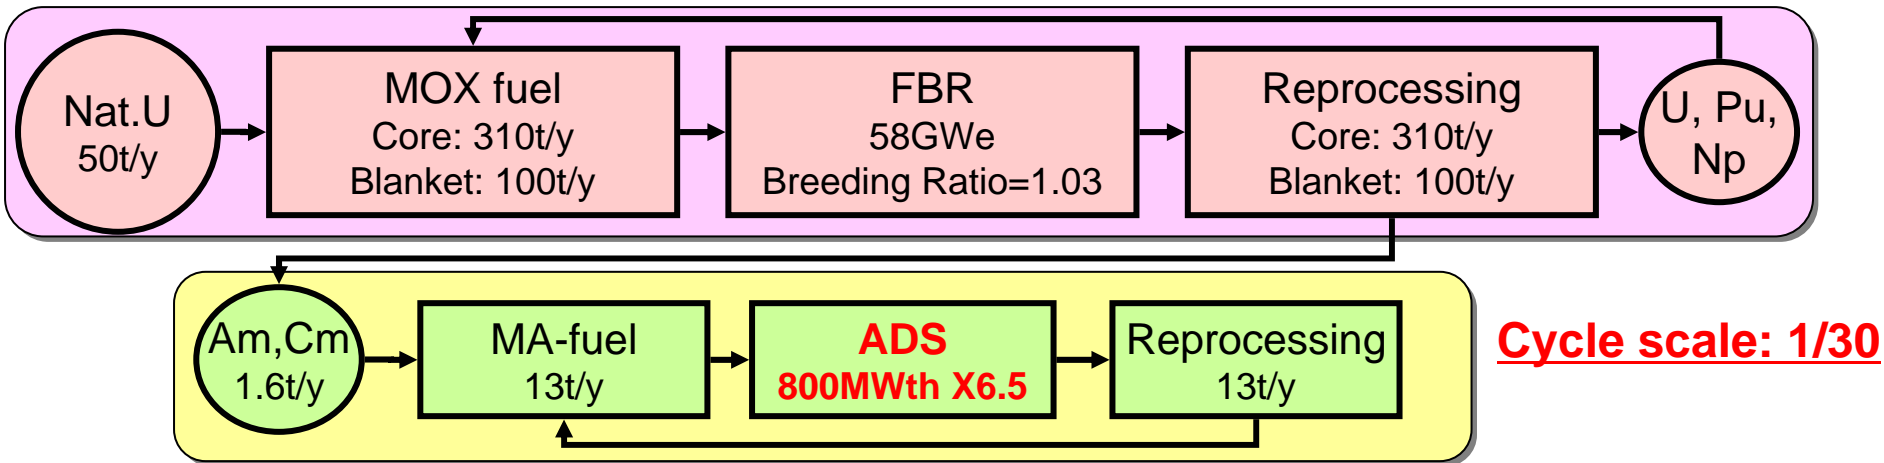 Nat.U
50t/y
MOX fuel
Core: 310t/y
Blanket: 100t/y
FBR
58GWe
Breeding Ratio=1.03
Reprocessing
Core: 310t/y
Blanket: 100t/y
U, Pu,
Np
Am,Cm
1.6t/y
MA-fuel
13t/y
ADS
800MWth X6.5
Reprocessing
13t/y
Cycle scale: 1/30